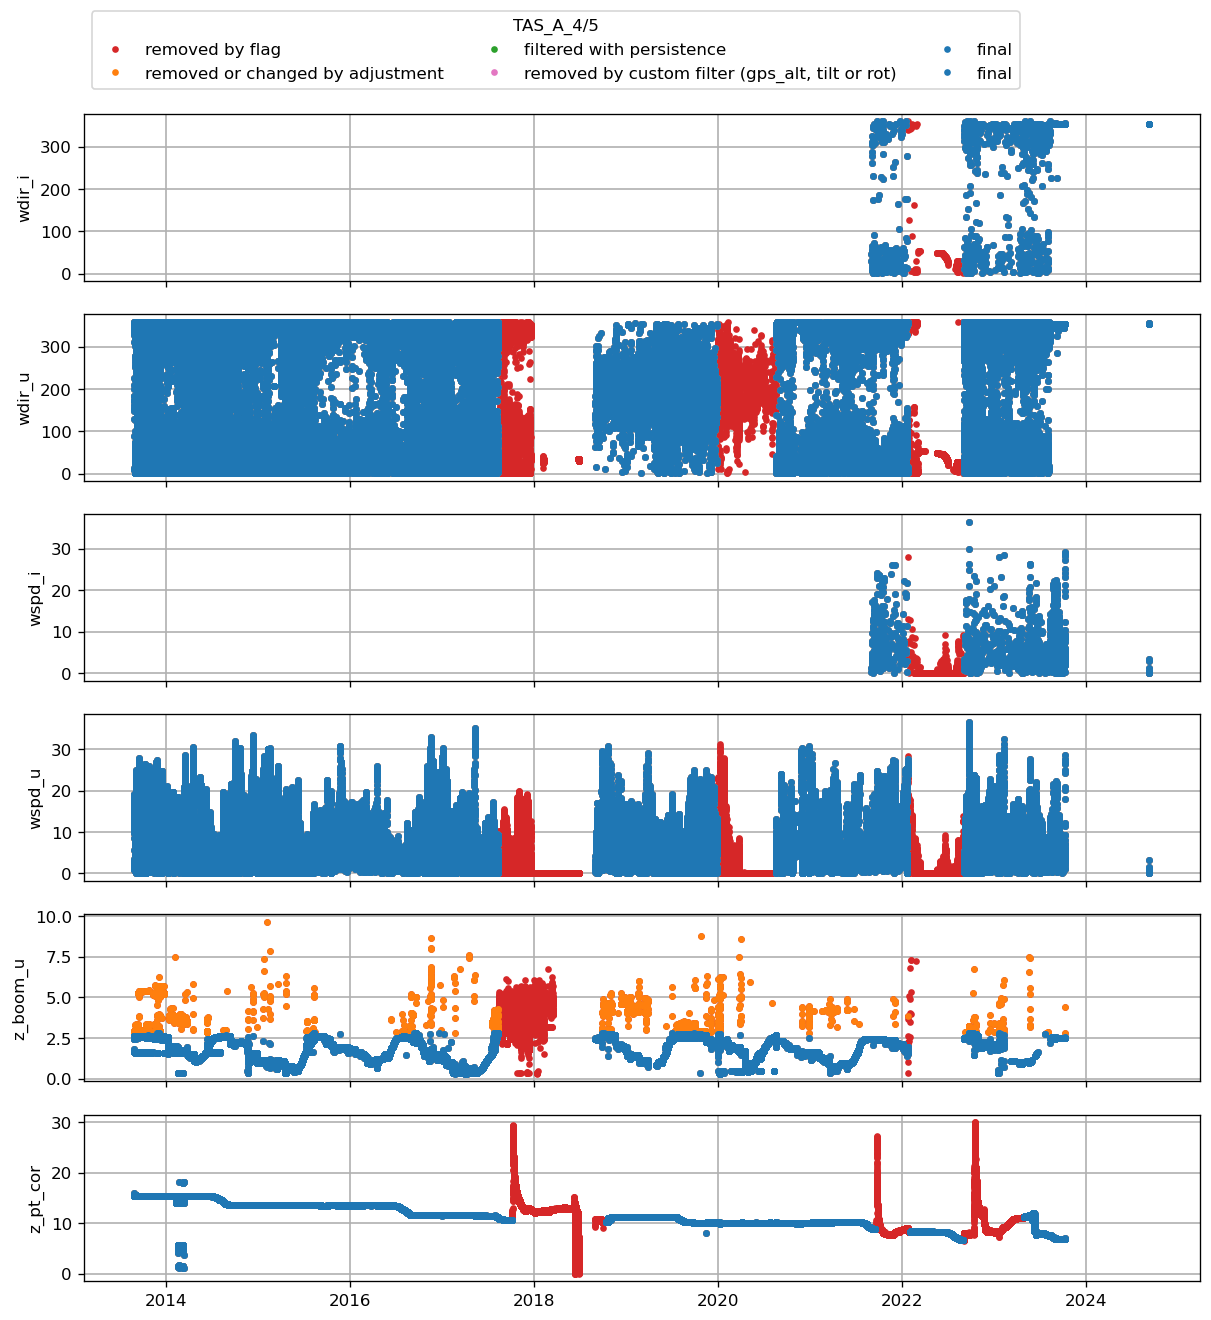 TAS_A_4/5
removed by flag
filtered with persistence
final
removed or changed by adjustment
removed by custom filter (gps_alt, tilt or rot)
final
wdir_i
300
200
100
0
wdir_u
300
200
100
0
wspd_i
30
20
10
0
wspd_u
30
20
10
0
z_boom_u
10.0
7.5
5.0
2.5
0.0
z_pt_cor
30
20
10
0
2014 2016 2018 2020 2022 2024